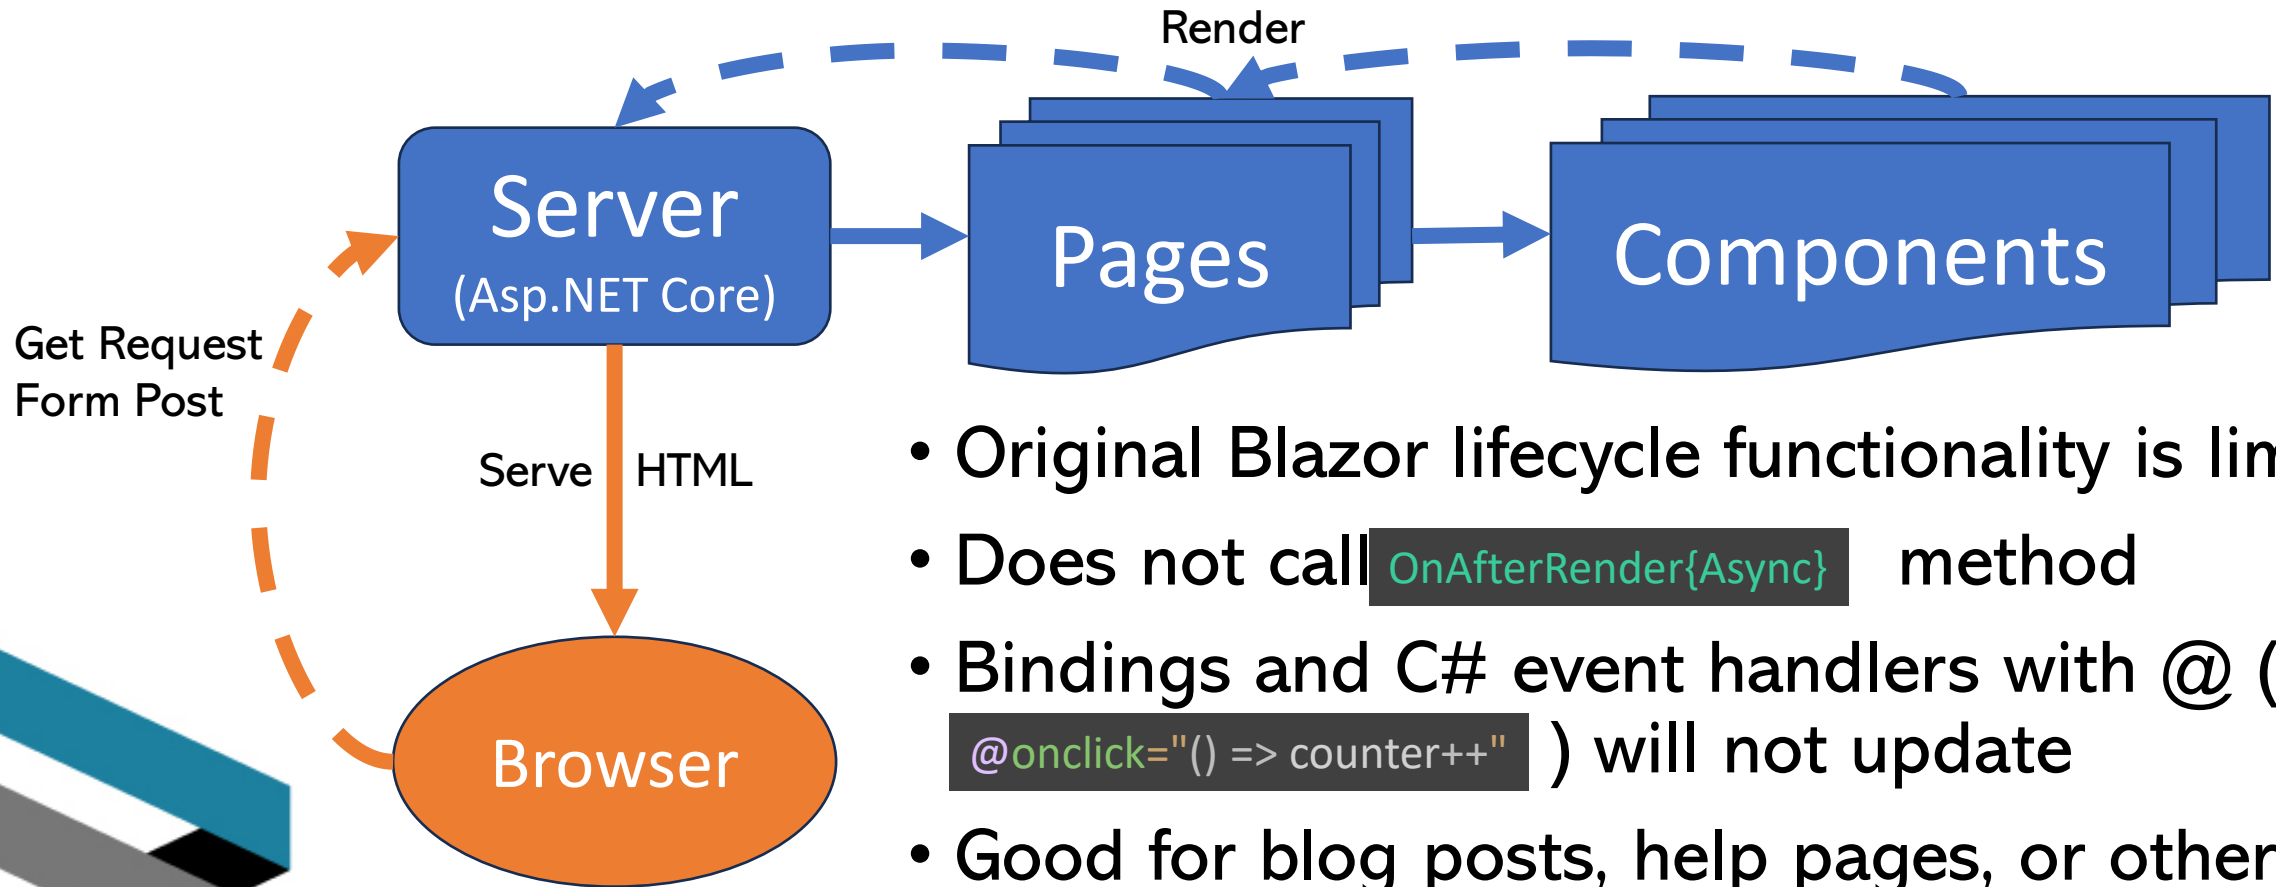 Render
Server
(Asp.NET Core)
Pages
Components
Get Request
Form Post
Serve HTML
Browser
• Original Blazor lifecycle functionality is
• Does not call OnAfterRender{Async} method
• Bindings and C# event handlers with @ (
@onclick="() => counter++" ) will not update
• Good for blog posts, help pages, or other